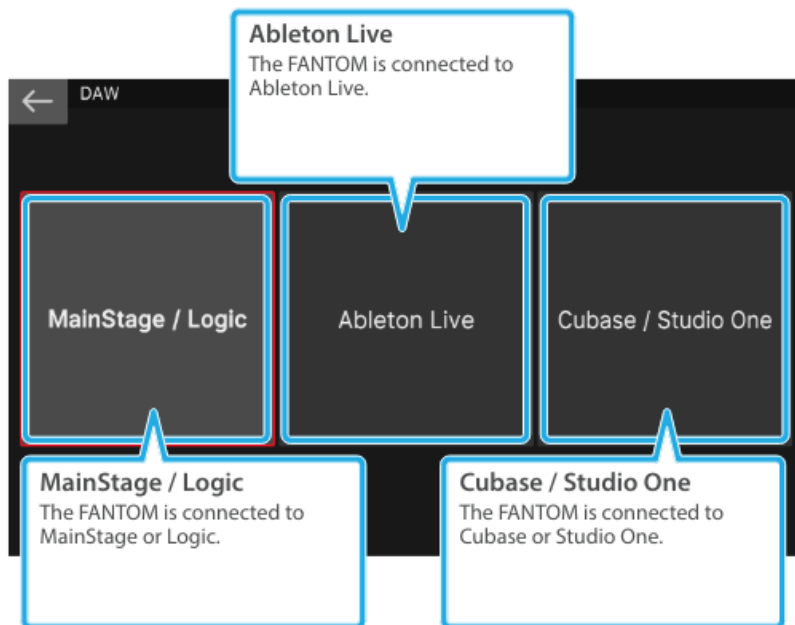 Ableton Live
The FANTOM is connected to
Ableton Live.
DAW
MainStage / Logic
Ableton Live
Cubase / Studio One
MainStage / Logic
The FANTOM is connected to
MainStage or Logic.
Cubase / Studio One
The FANTOM is connected to
Cubase or Studio One.